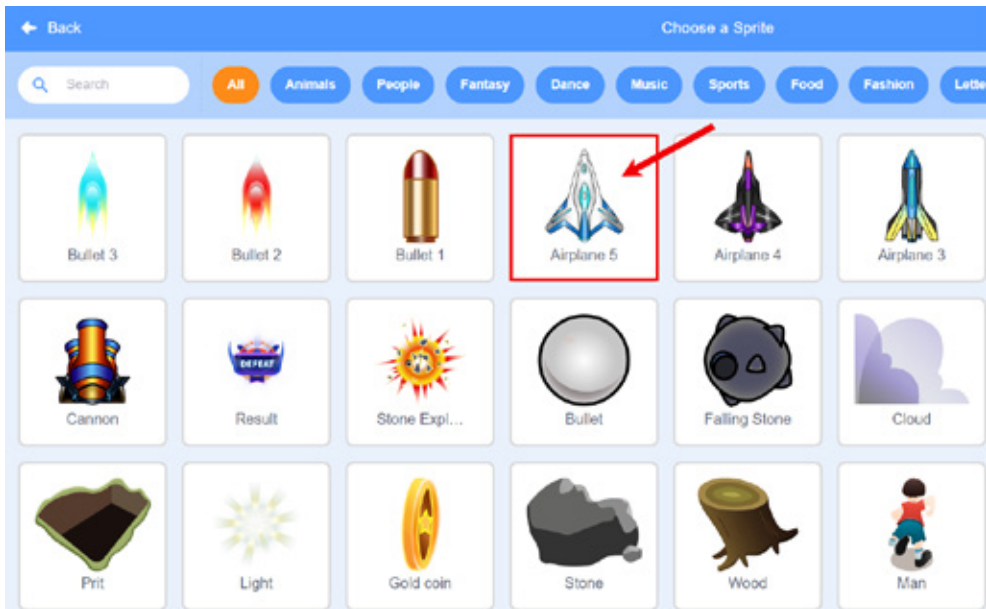 Back
Choose a Sprite
Search
All
Animals
People
Fantasy
Dance
Music
Sports
Food
Fashion
Lette
Bullet 3
Bullet 2
Bullet 1
Airplane 5
Airplane 4
Airplane 3
DEFEAT
Cannon
Result
Stone Expl...
Bullet
Falling Stone
Cloud
Prit
Light
Gold coin
Stone
Wood
Man